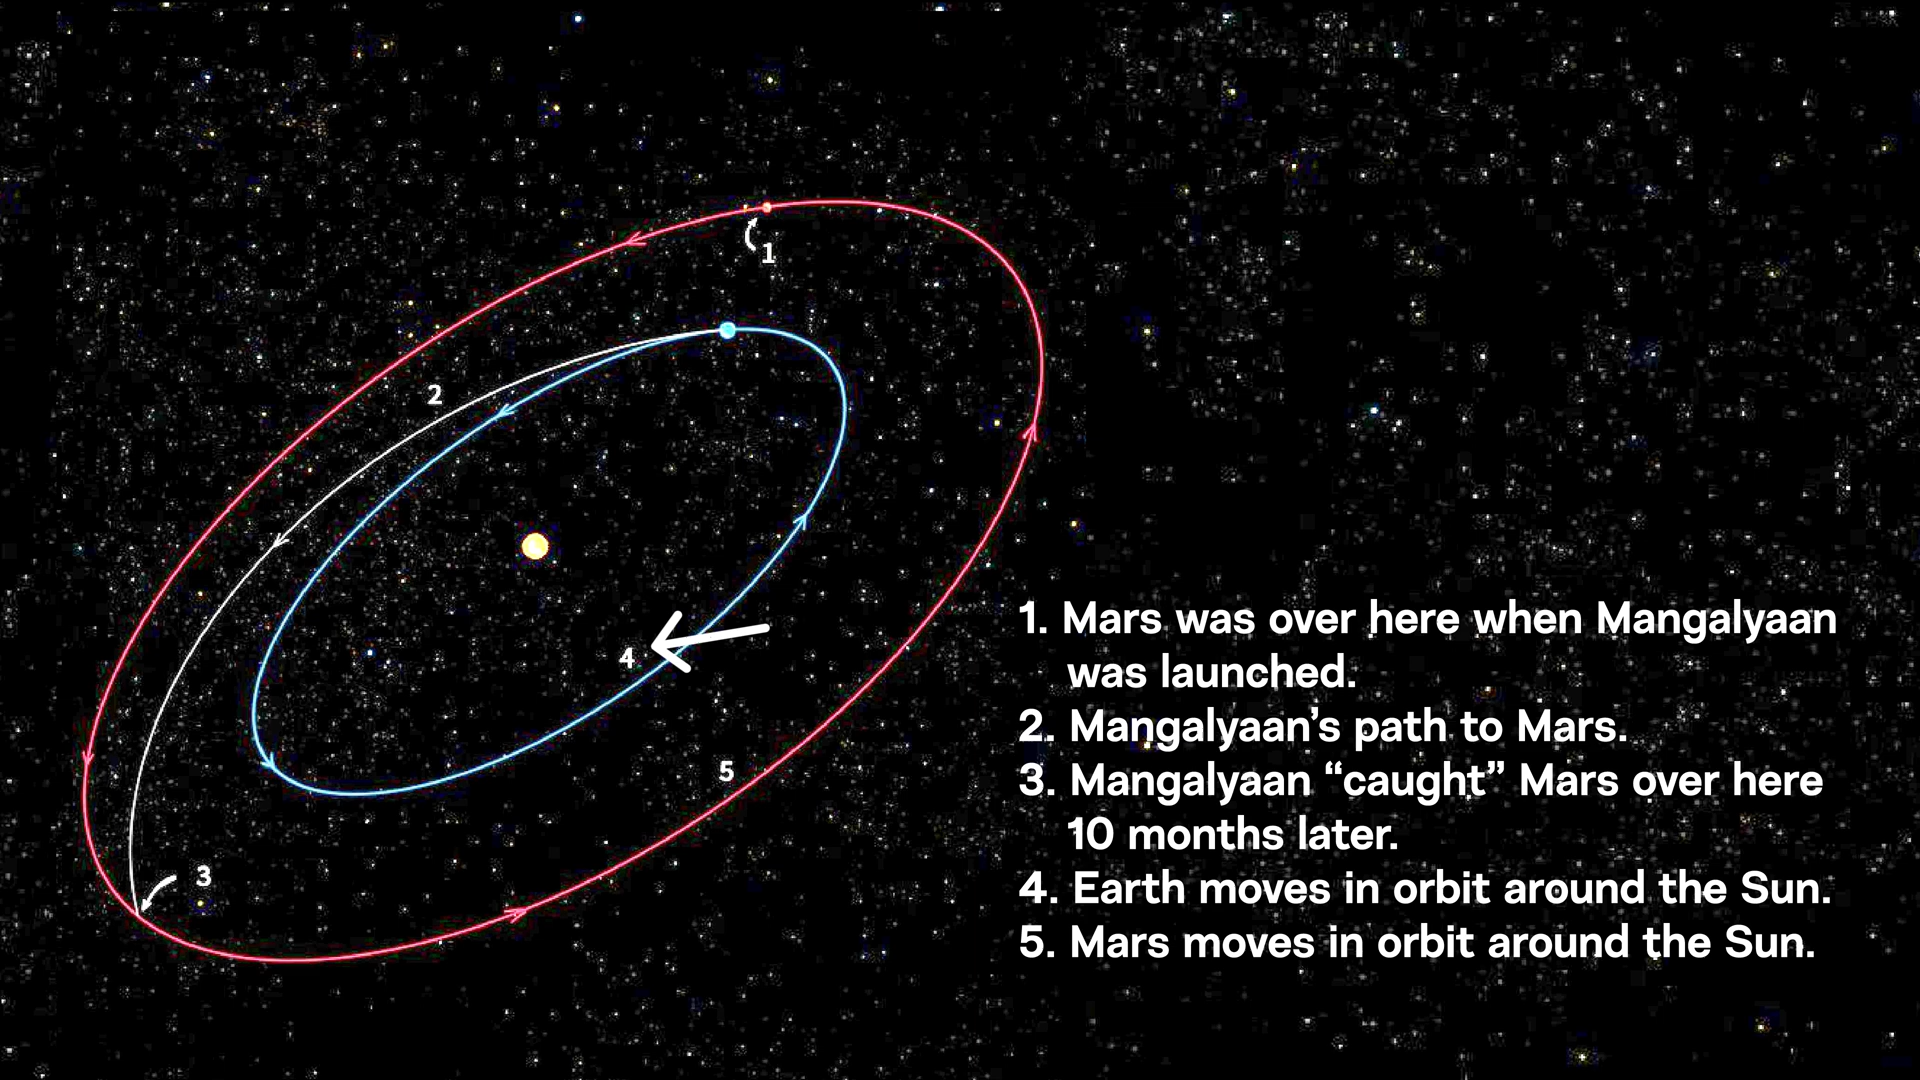 1
2
4
5
3
1. Mars was over here when Mangalyaan
was launched.
2. Mangalyaan’s path to Mars.
3. Mangalyaan “caught” Mars over here
10 months later.
4. Earth moves in orbit around the Sun.
5. Mars moves in orbit around the Sun.